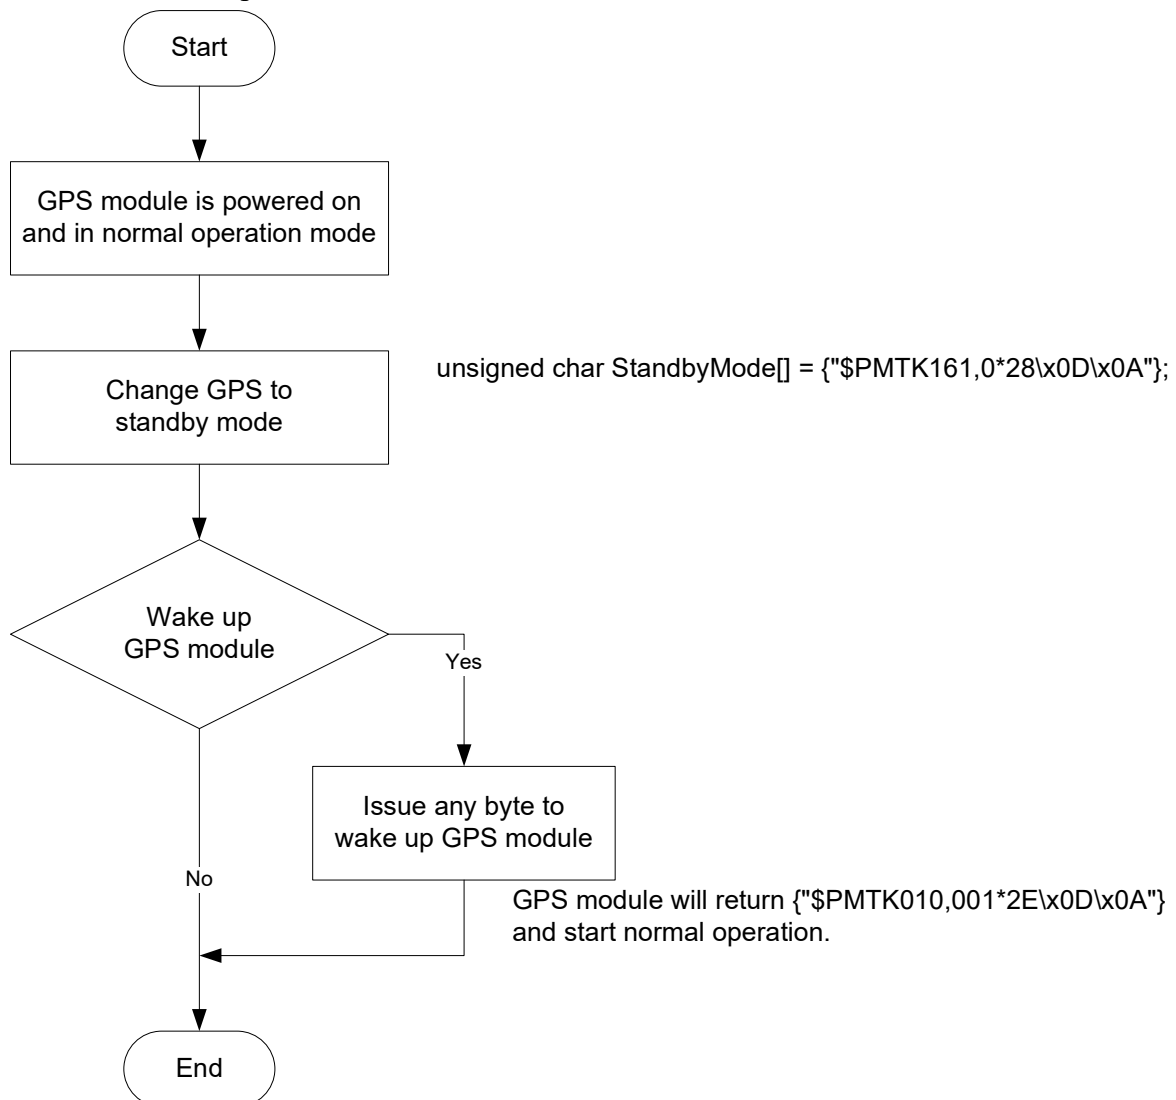 Start
GPS module is powered on
and in normal operation mode
Change GPS to
standby mode
unsigned char StandbyMode[] = {"$PMTK161,0*28\x0D\x0A"};
Wake up
GPS module
Yes
Issue any byte to
wake up GPS module
No
GPS module will return {"$PMTK010,001*2E\x0D\x0A"}
and start normal operation.
End